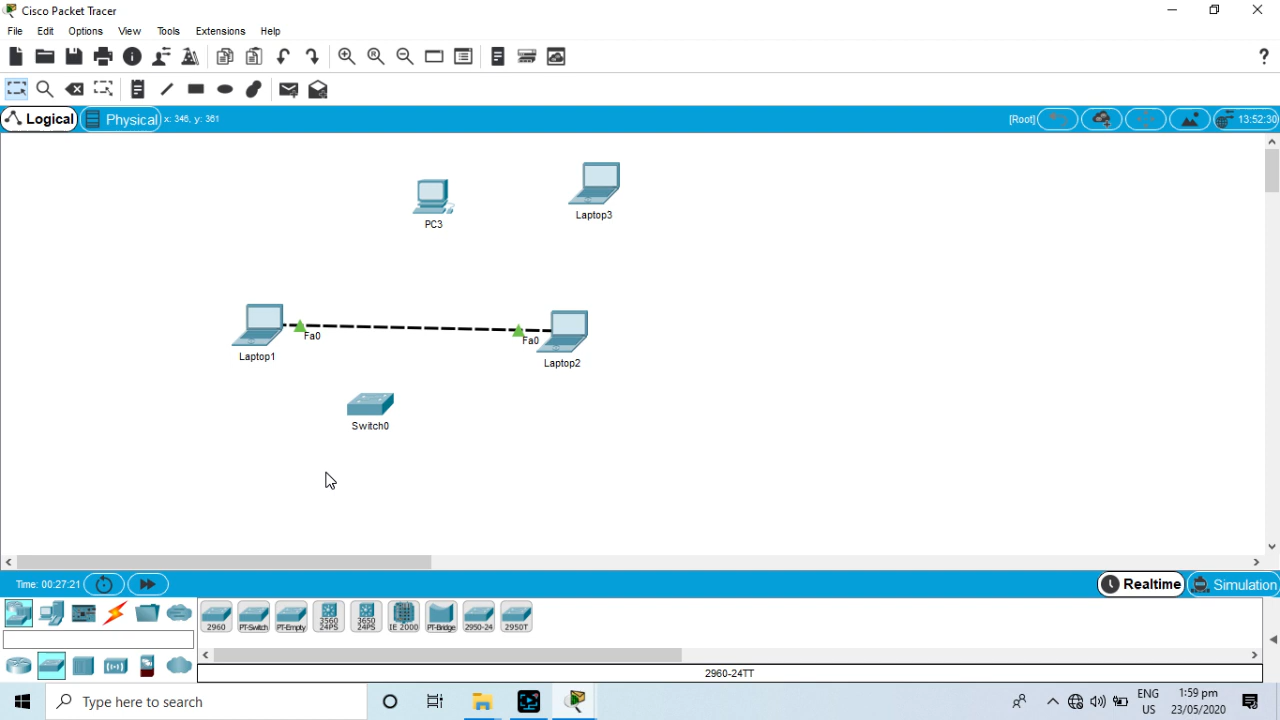 Cisco Packet Tracer
File Edit Options View Tools Extensions Help
Logical Physical x: 346, y: 361 [Root] 13:52:30
PC3
Laptop3
Fa0
Fa0
Laptop1
Laptop2
Switch0
Time: 00:27:21 Realtime Simulation
2960 PT-Switch PT-Empty 3560 24PS 3650 24PS IE 2000 PT-Bridge 2950-24 2950T
2960-24TT
Type here to search
ENG US
1:59 pm
23/05/2020